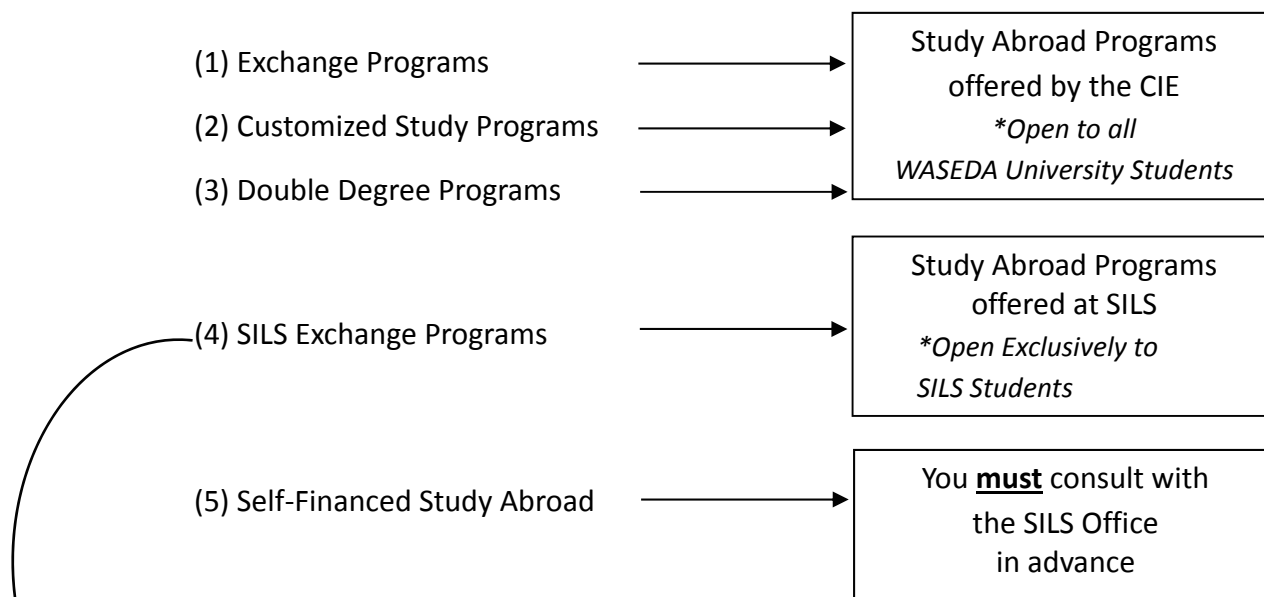 (1) Exchange Programs
(2) Customized Study Programs
(3) Double Degree Programs
Study Abroad Programs
offered by the CIE
*Open to all
WASEDA University Students
(4) SILS Exchange Programs
Study Abroad Programs
offered at SILS
*Open Exclusively to
SILS Students
(5) Self-Financed Study Abroad
You must consult with
the SILS Office
in advance